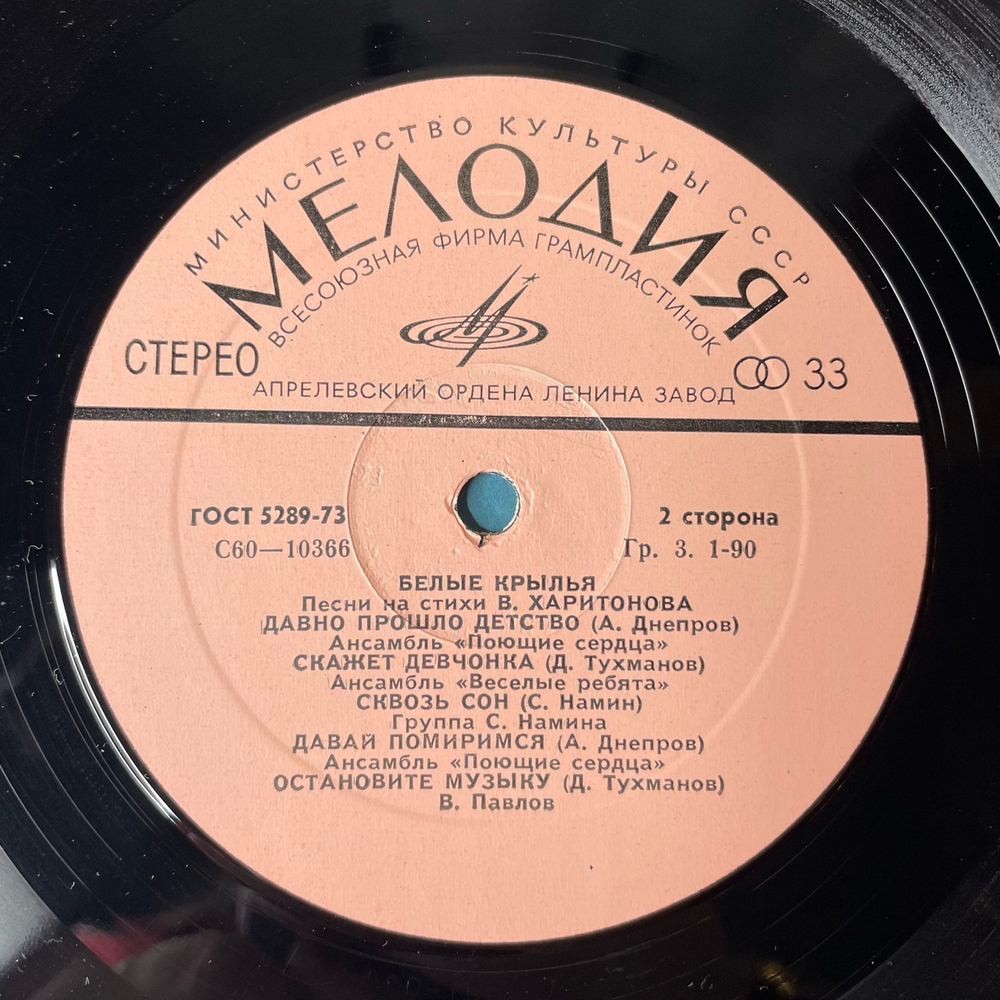 МИНИСТЕРСТВО КУЛЬТУРЫ СССР
МЕЛОДИЯ
ВСЕСОЮЗНАЯ ФИРМА ГРАМПЛАСТИНОК
СТЕРЕО
33
АПРЕЛЕВСКИЙ ОРДЕНА ЛЕНИНА ЗАВОД
ГОСТ 5289-73
2 сторона
С60—10366
Гр. 3. 1-90
БЕЛЫЕ КРЫЛЬЯ
Песни на стихи В. ХАРИТОНОВА
ДАВНО ПРОШЛО ДЕТСТВО (А. Днепров)
Ансамбль «Поющие сердца»
СКАЖЕТ ДЕВЧОНКА (Д. Тухманов)
Ансамбль «Веселые ребята»
СКВОЗЬ СОН (С. Намин)
Группа С. Намина
ДАВАЙ ПОМИРИМСЯ (А. Днепров)
Ансамбль «Поющие сердца»
ОСТАНОВИТЕ МУЗЫКУ (Д. Тухманов)
В. Павлов